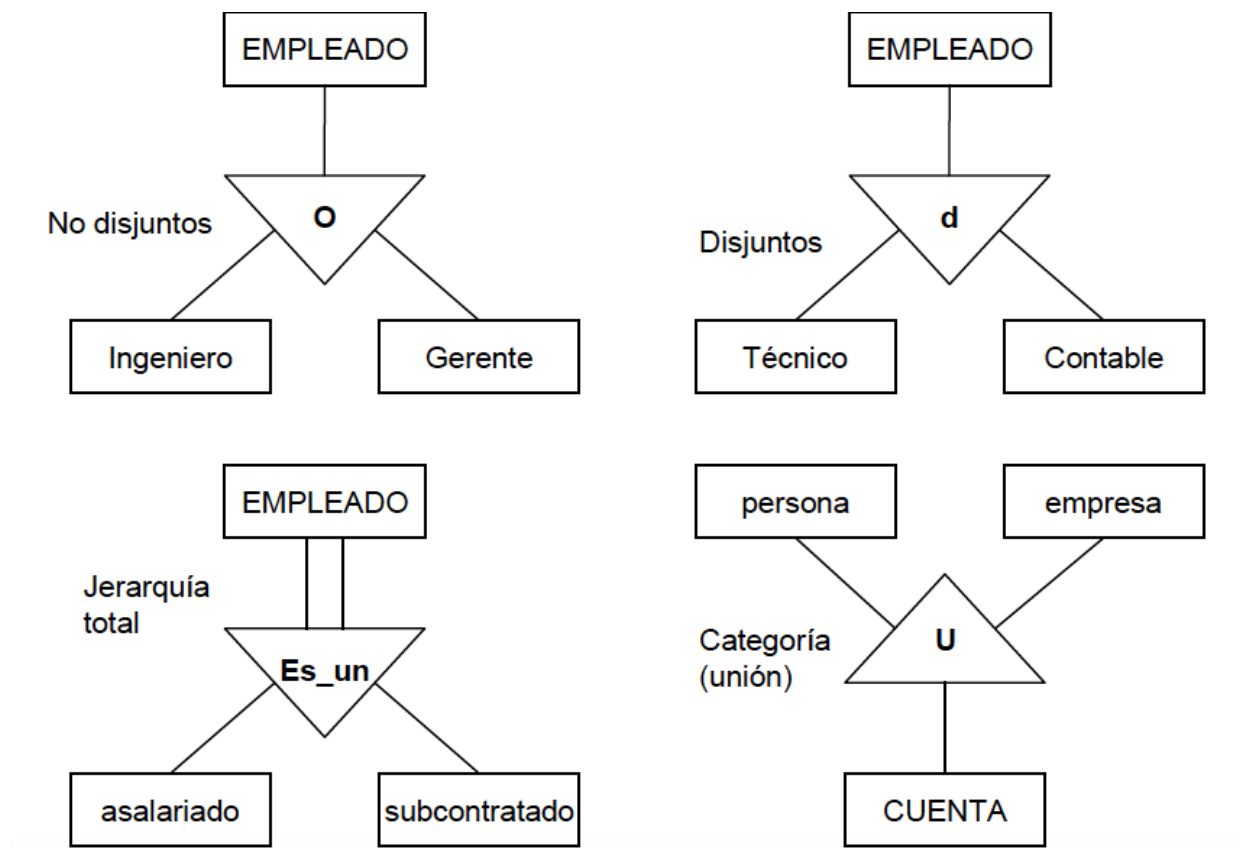 EMPLEADO
No disjuntos
O
Ingeniero
Gerente
EMPLEADO
Disjuntos
d
Técnico
Contable
EMPLEADO
Jerarquía
total
Es_un
asalariado
subcontratado
persona
empresa
Categoría
(unión)
U
CUENTA